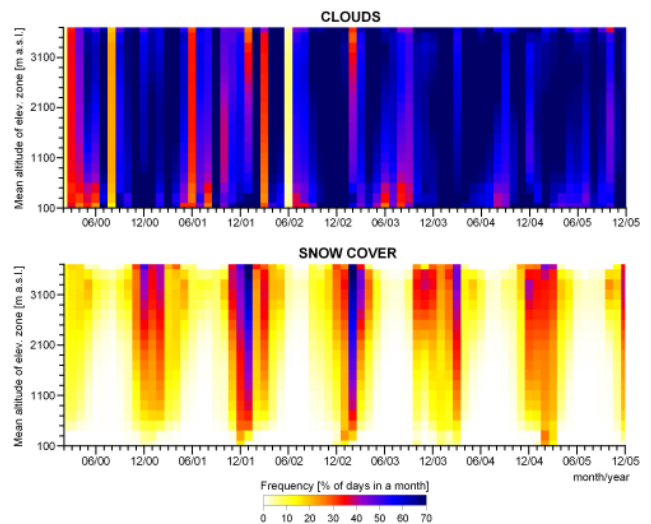 CLOUDS
Mean altitude of elev. zone [m a.s.l.]
3100
2100
1100
100
06/00 12/00 06/01 12/01 06/02 12/02 06/03 12/03 06/04 12/04 06/05 12/05
SNOW COVER
Mean altitude of elev. zone [m a.s.l.]
3100
2100
1100
100
06/00 12/00 06/01 12/01 06/02 12/02 06/03 12/03 06/04 12/04 06/05 12/05
month/year
Frequency [% of days in a month]
0 10 20 30 40 50 60 70